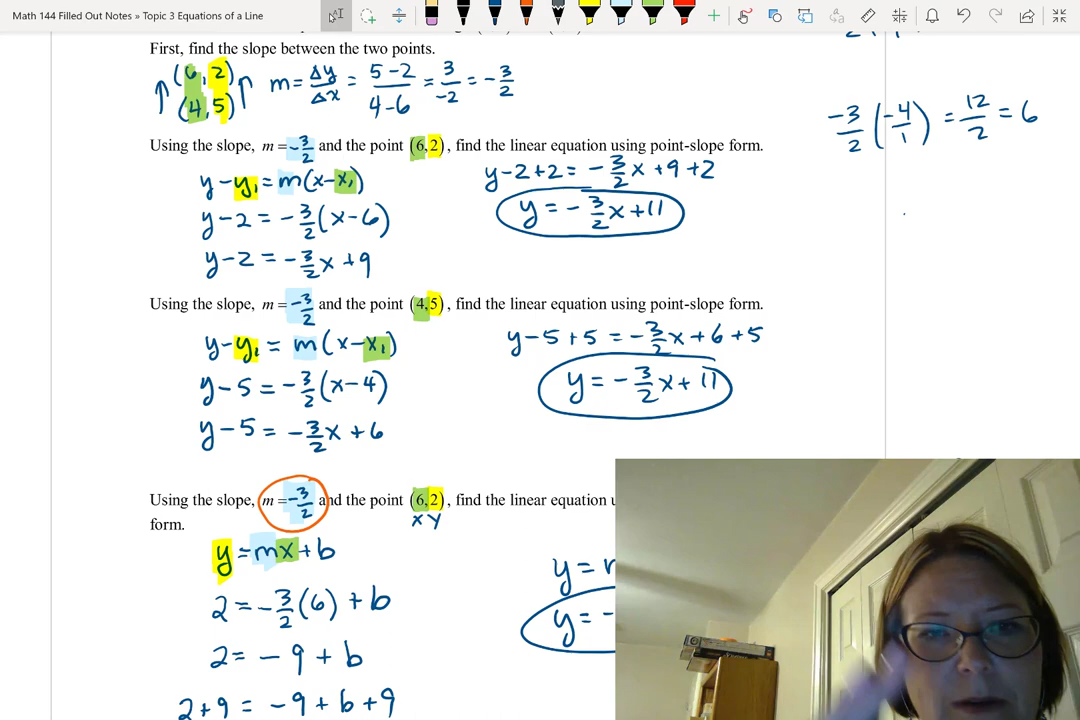 Math 144 Filled Out Notes » Topic 3 Equations of a Line
First, find the slope between the two points.
↑ (6, 2) ↑ m = Δy/Δx = (5-2)/(4-6) = 3/-2 = -3/2
(4, 5)
-3/2 (-4/1) = 12/2 = 6
Using the slope, m = -3/2 and the point (6,2), find the linear equation using point-slope form.
y - y₁ = m(x - x₁)
y - 2 = -3/2 (x - 6)
y - 2 = -3/2 x + 9
y - 2 + 2 = -3/2 x + 9 + 2
y = -3/2 x + 11
Using the slope, m = -3/2 and the point (4,5), find the linear equation using point-slope form.
y - y₁ = m(x - x₁)
y - 5 = -3/2 (x - 4)
y - 5 = -3/2 x + 6
y - 5 + 5 = -3/2 x + 6 + 5
y = -3/2 x + 11
Using the slope, m = -3/2 and the point (6,2), find the linear equation
form.
x y
y = mx + b
2 = -3/2 (6) + b
2 = -9 + b
2 + 9 = -9 + b + 9
y =
y = -